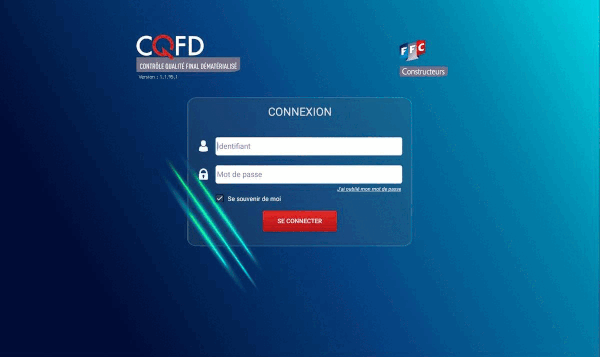 CQFD
CONTRÔLE QUALITÉ FINAL DÉMATÉRIALISÉ
Version : 1.1.95.1
FFC
Constructeurs
CONNEXION
Identifiant
Mot de passe
J'ai oublié mon mot de passe
Se souvenir de moi
SE CONNECTER